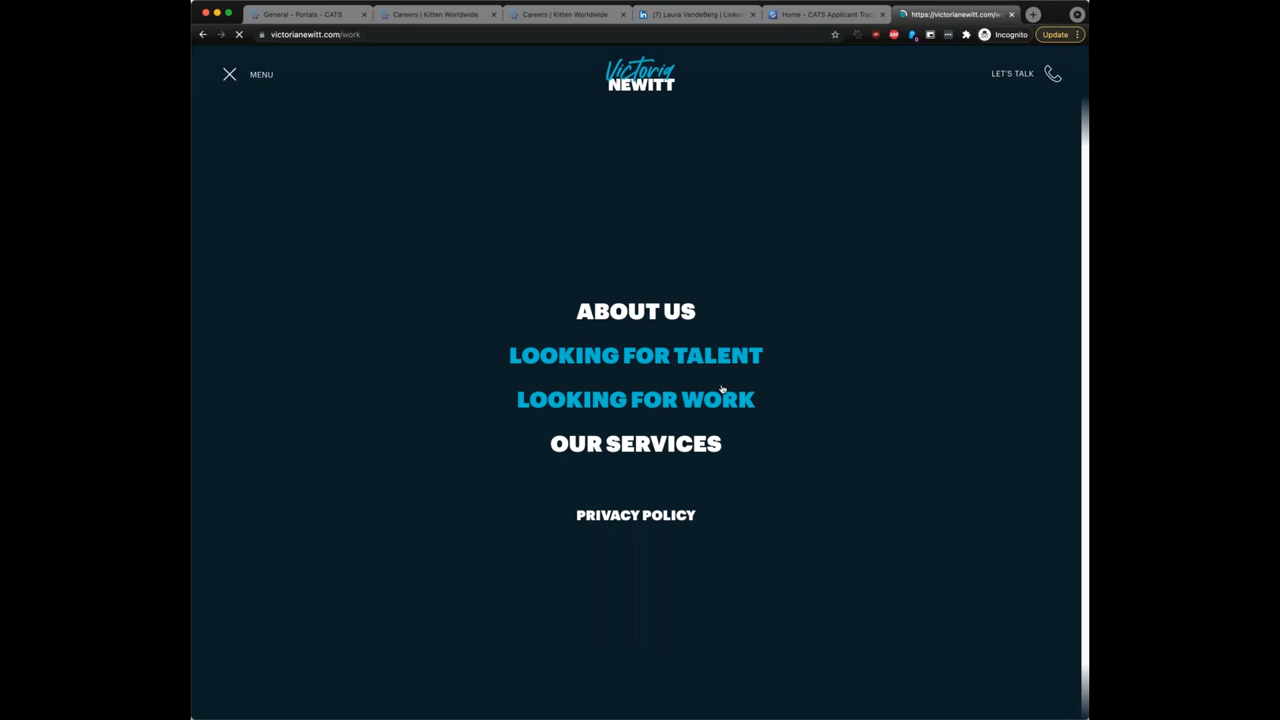 General - Portals - CATS
Careers | Kitten Worldwide
Careers | Kitten Worldwide
(7) Laura VandeBerg | Linked
Home - CATS Applicant Trac
https://victorianewitt.com/wo
victorianewitt.com/work
Incognito
Update
MENU
Victoria
NEWITT
LET'S TALK
ABOUT US
LOOKING FOR TALENT
LOOKING FOR WORK
OUR SERVICES
PRIVACY POLICY